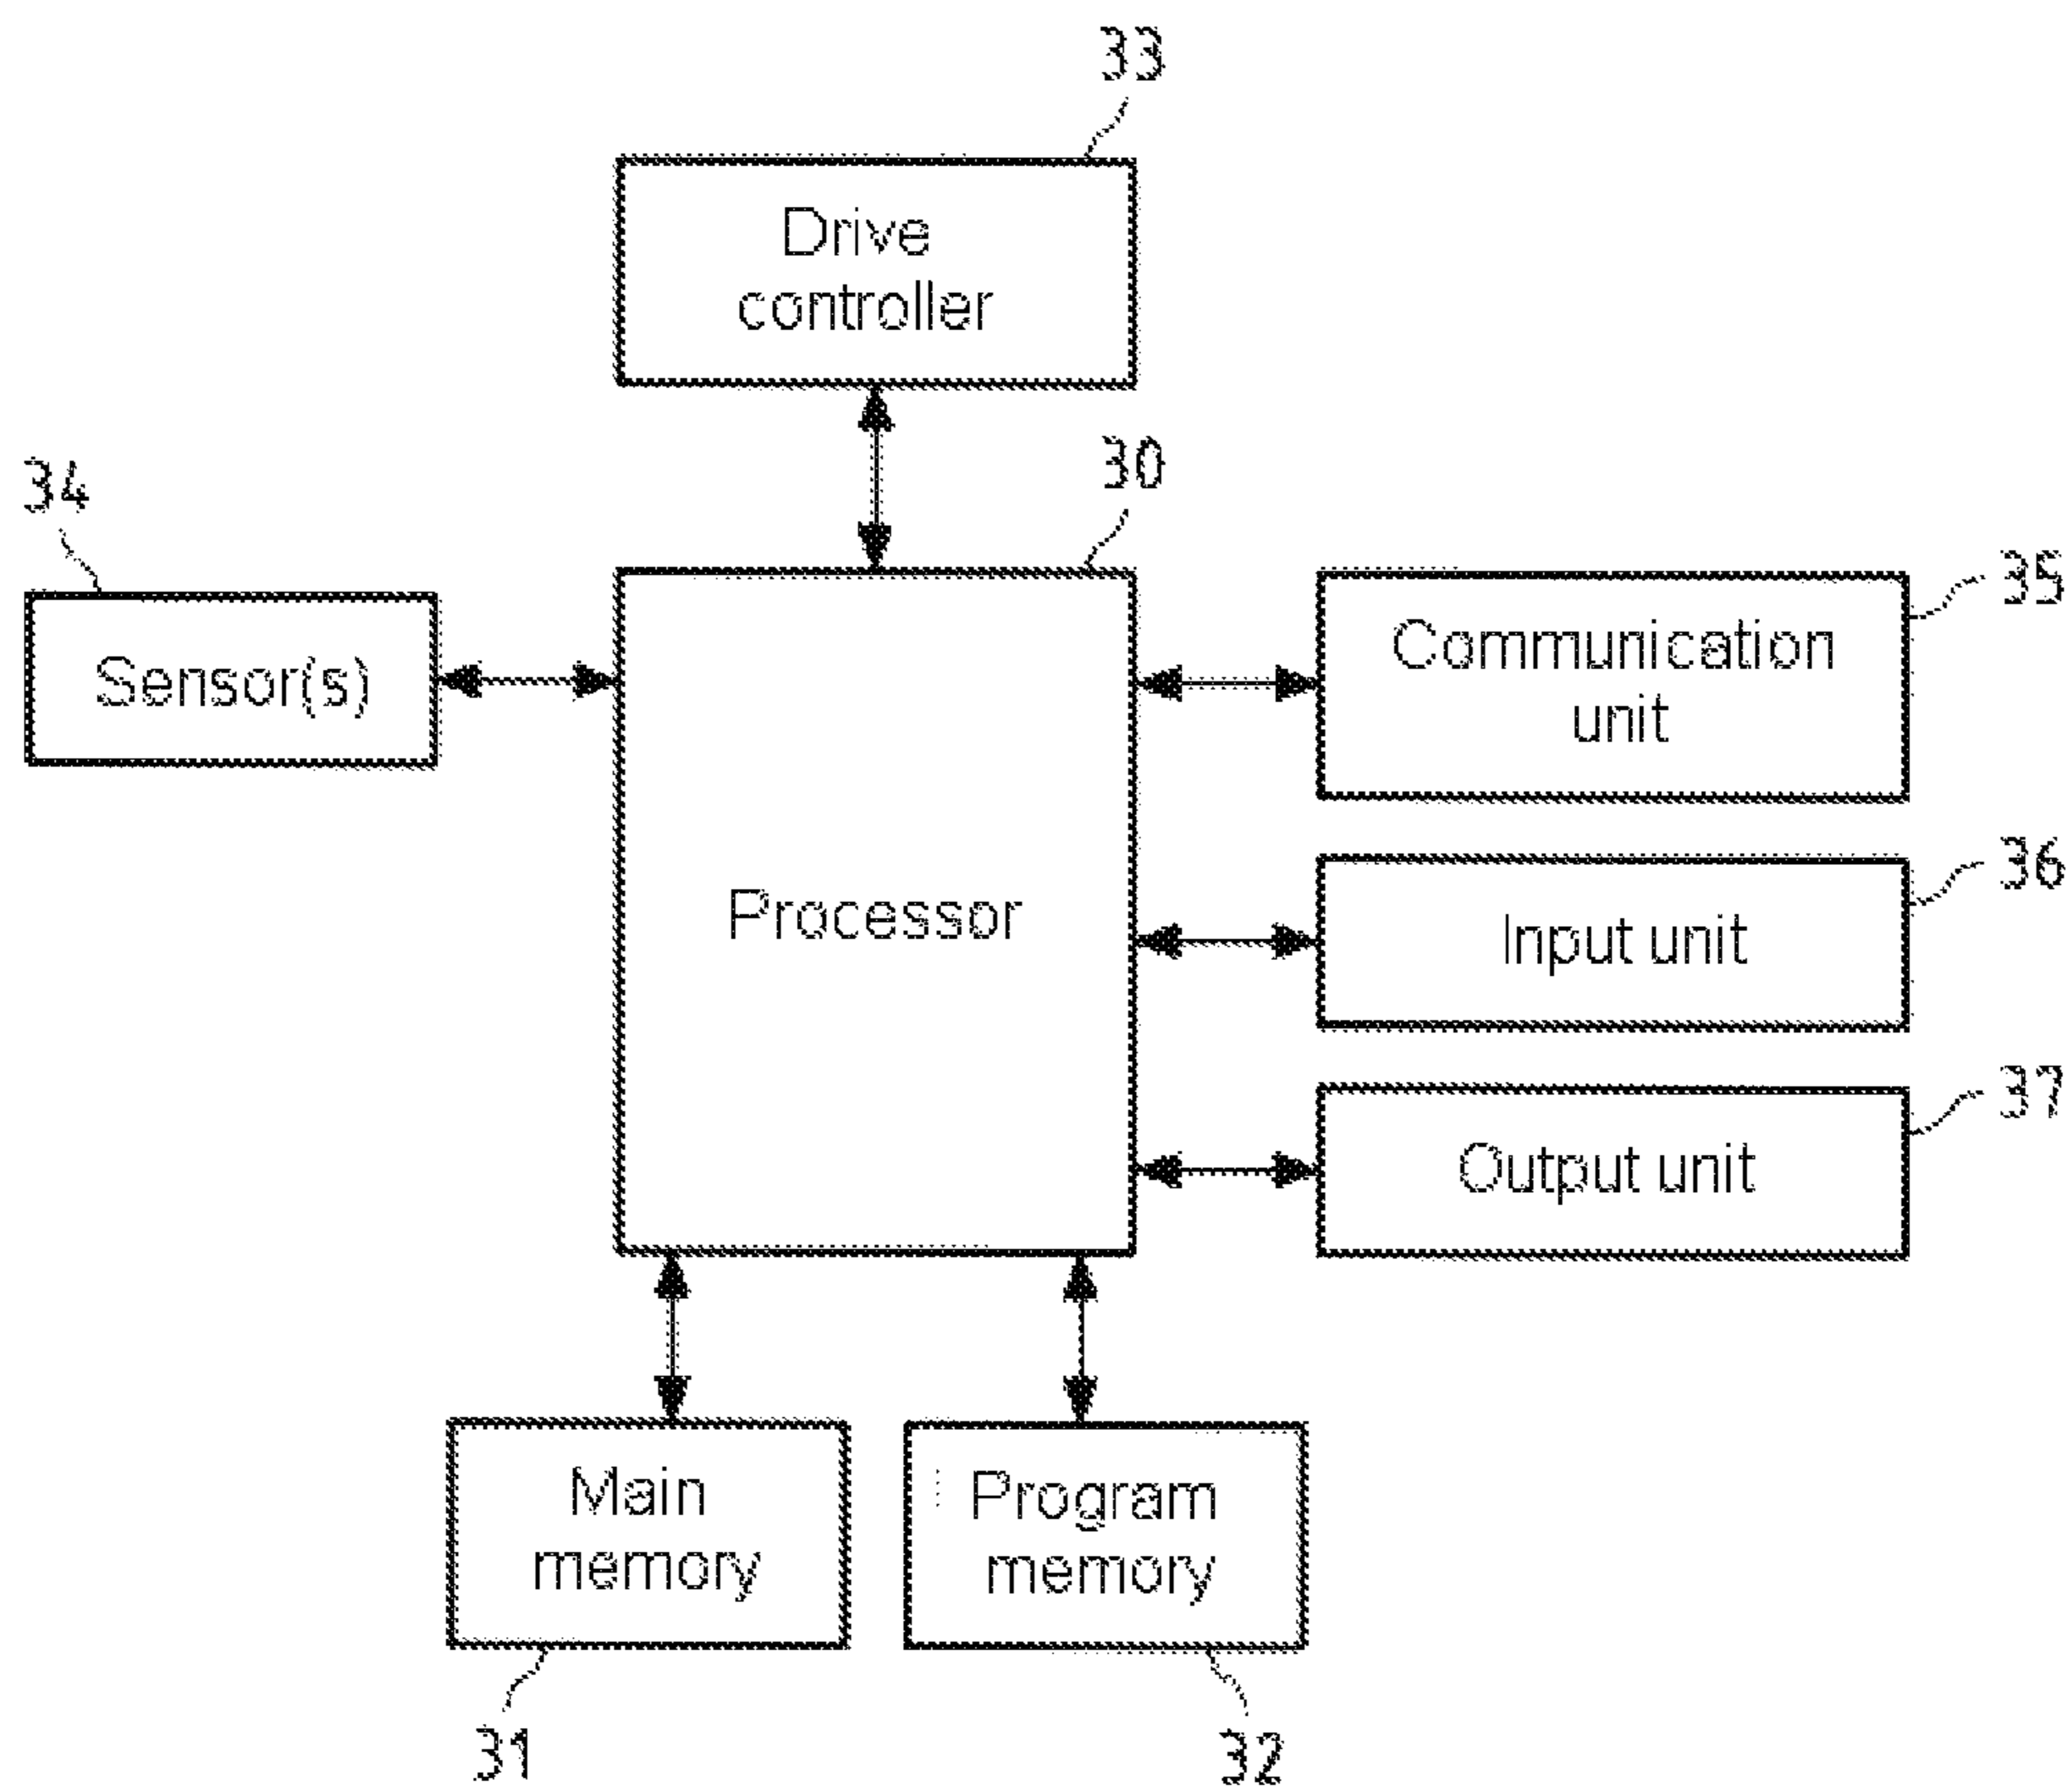 33
Drive
controller
30
34
Sensor(s)
35
Communication
unit
Processor
36
Input unit
37
Output unit
Main
memory
Program
memory
31
32